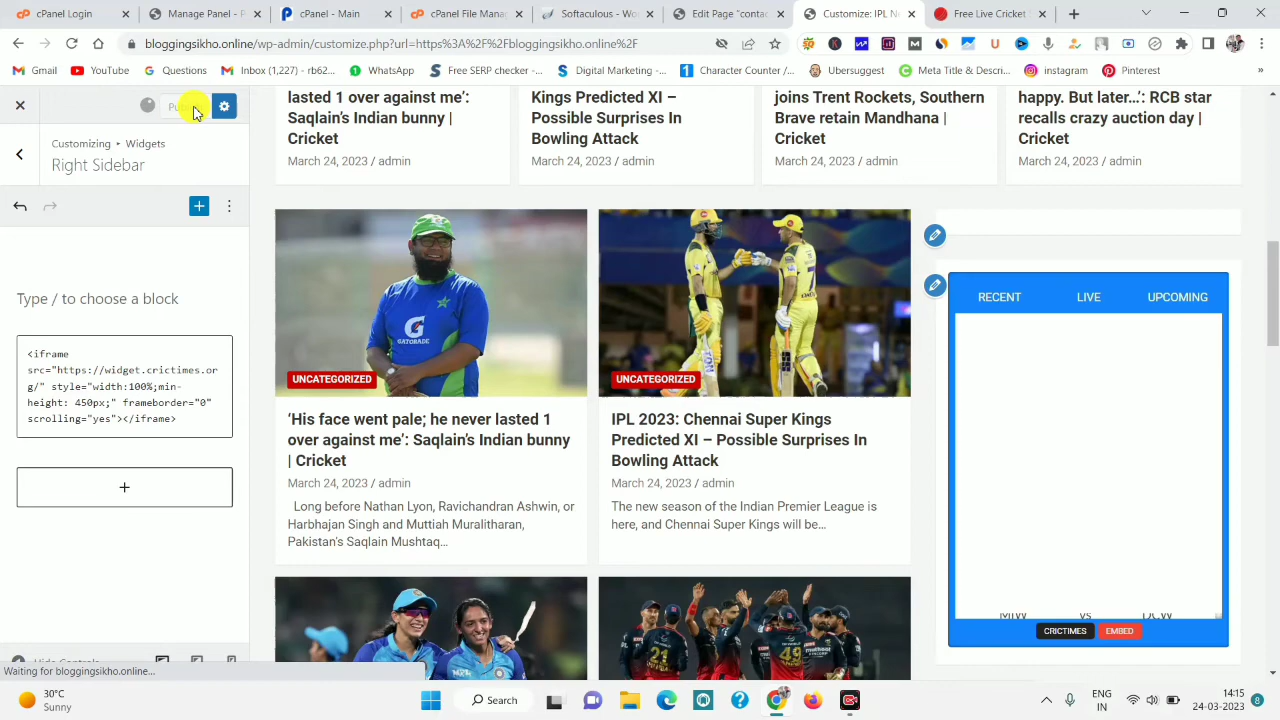 cPanel Login
Manage Panel - P
cPanel - Main
cPanel File Mana
Softaculous - Wo
Edit Page "contac
Customize: IPL Ne
Free Live Cricket S
bloggingsikho.online/wp-admin/customize.php?url=https%3A%2F%2Fbloggingsikho.online%2F
Gmail
YouTube
Question
Inbox (1,227) - rb62...
WhatsApp
Free SERP checker -...
Digital Marketing -...
Character Counter /...
Ubersuggest
Meta Title & Descri...
instagram
Pinterest
»
Customizing ▸ Widgets
Right Sidebar
Type / to choose a block
<iframe
src="https://widget.crictimes.or
g/" style="width:100%;min-
height: 450px;" frameborder="0"
scrolling="yes"></iframe>
+
Hide Controls
Waiting for bloggingsikho.online...
lasted 1 over against me’:
Saqlain’s Indian bunny |
Cricket
March 24, 2023 / admin
Kings Predicted XI –
Possible Surprises In
Bowling Attack
March 24, 2023 / admin
joins Trent Rockets, Southern
Brave retain Mandhana |
Cricket
March 24, 2023 / admin
happy. But later…’: RCB star
recalls crazy auction day |
Cricket
March 24, 2023 / admin
GATORADE
UNCATEGORIZED
‘His face went pale; he never lasted 1
over against me’: Saqlain’s Indian bunny
| Cricket
March 24, 2023 / admin
Long before Nathan Lyon, Ravichandran Ashwin, or
Harbhajan Singh and Muttiah Muralitharan,
Pakistan's Saqlain Mushtaq…
UNCATEGORIZED
IPL 2023: Chennai Super Kings
Predicted XI – Possible Surprises In
Bowling Attack
March 24, 2023 / admin
The new season of the Indian Premier League is
here, and Chennai Super Kings will be…
RECENT LIVE UPCOMING
MIW vs DCW
CRICTIMES EMBED
30°C
Sunny
Search
ENG
IN
14:15
24-03-2023
8